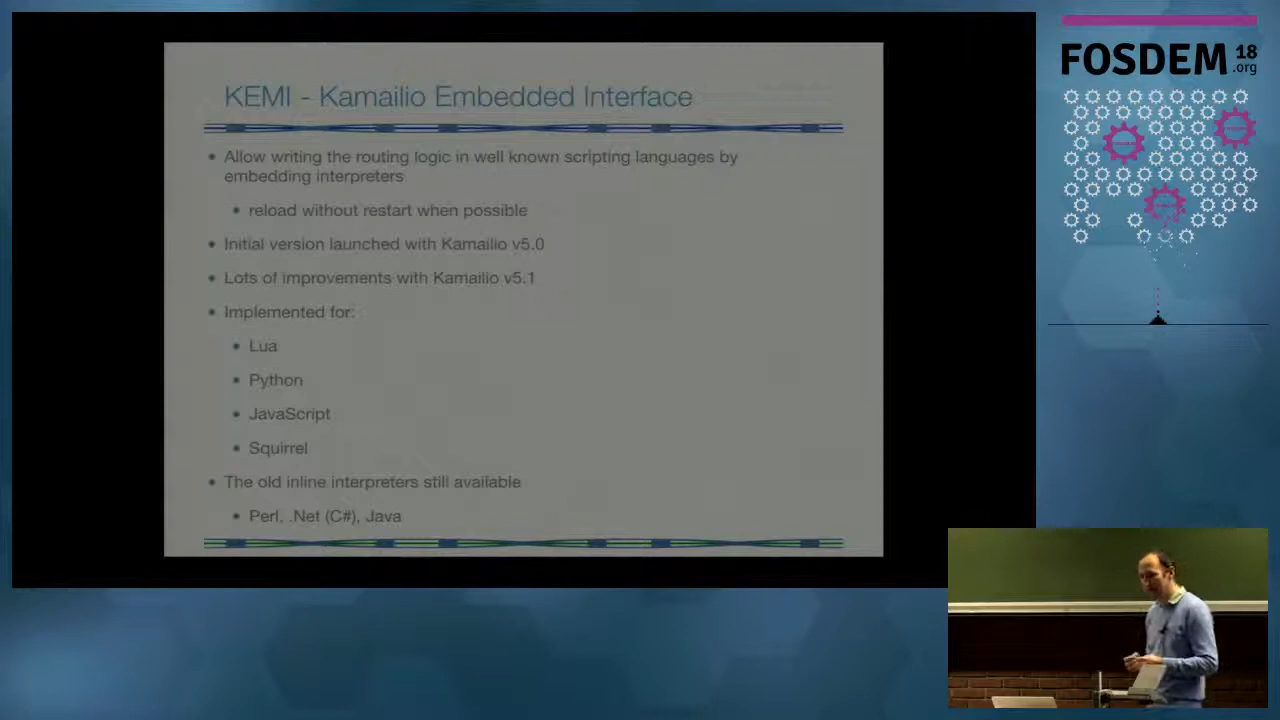 KEMI - Kamailio Embedded Interface
• Allow writing the routing logic in well known scripting languages by
embedding interpreters
• reload without restart when possible
• Initial version launched with Kamailio v5.0
• Lots of improvements with Kamailio v5.1
• Implemented for:
• Lua
• Python
• JavaScript
• Squirrel
• The old inline interpreters still available
• Perl, .Net (C#), Java
FOSDEM 18
.org